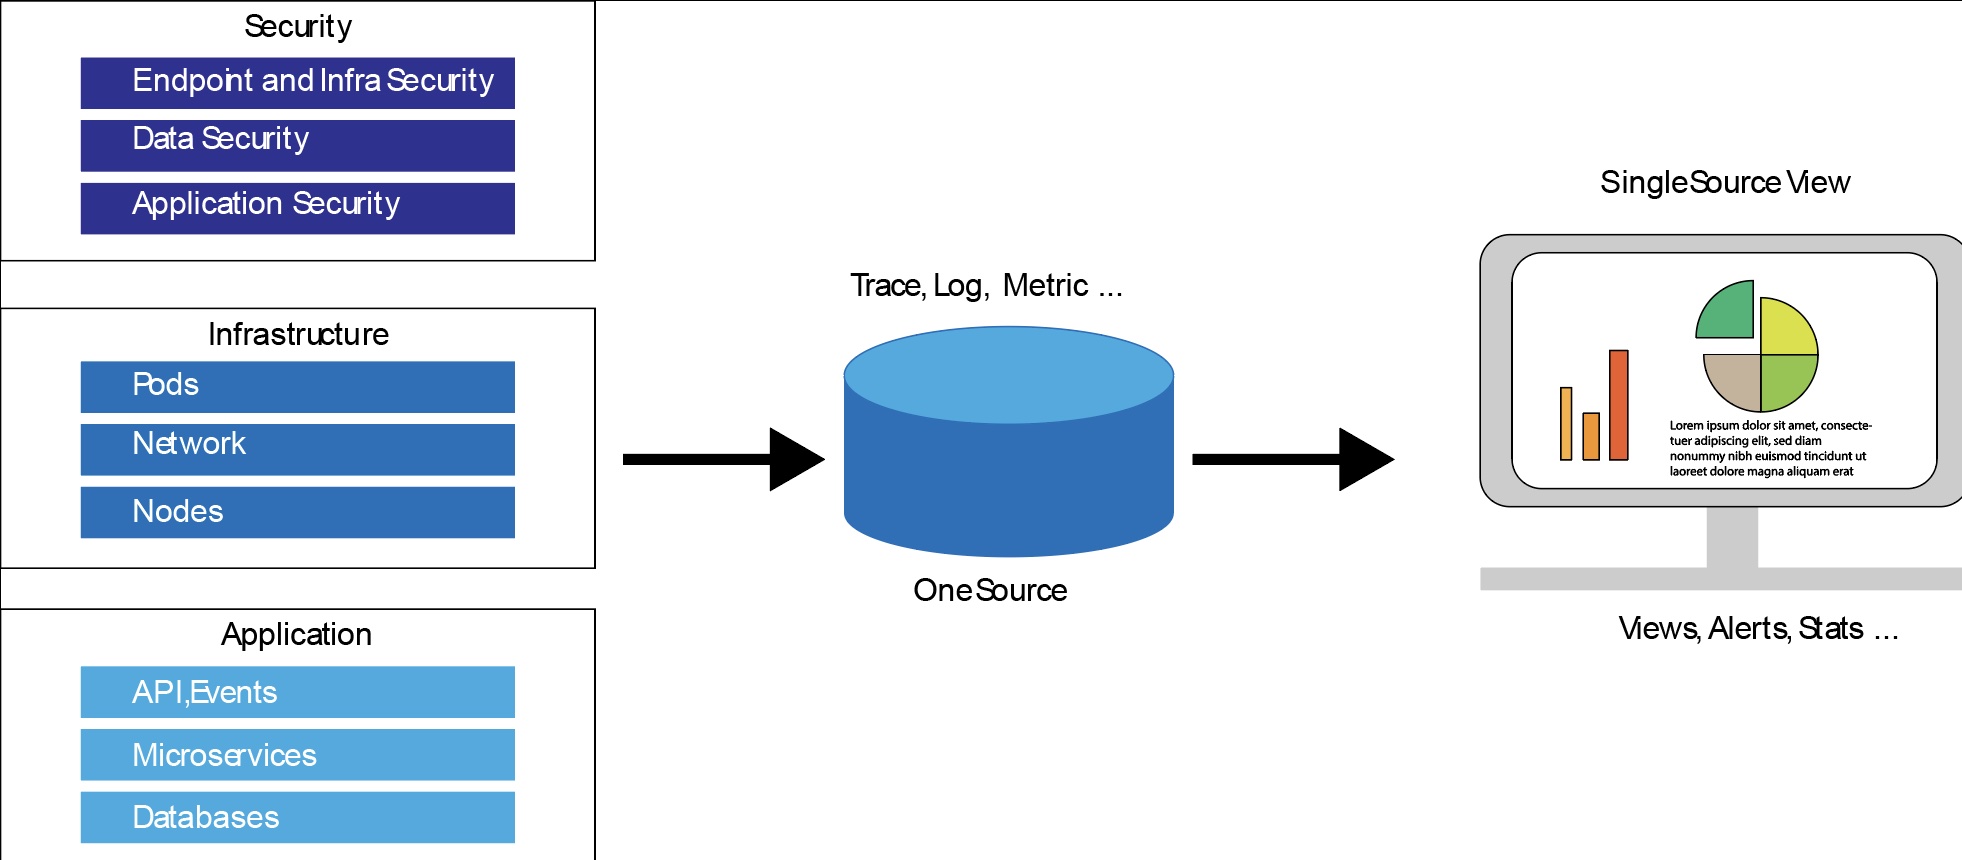 Security
Endpoint and Infra Security
Data Security
Application Security
Infrastructure
Pods
Network
Nodes
Application
API,Events
Microservices
Databases
Trace, Log, Metric ...
One Source
Single Source View
Lorem ipsum dolor sit amet, consecte-
tuer adipiscing elit, sed diam
nonummy nibh euismod tincidunt ut
laoreet dolore magna aliquam erat
Views, Alerts, Stats ...